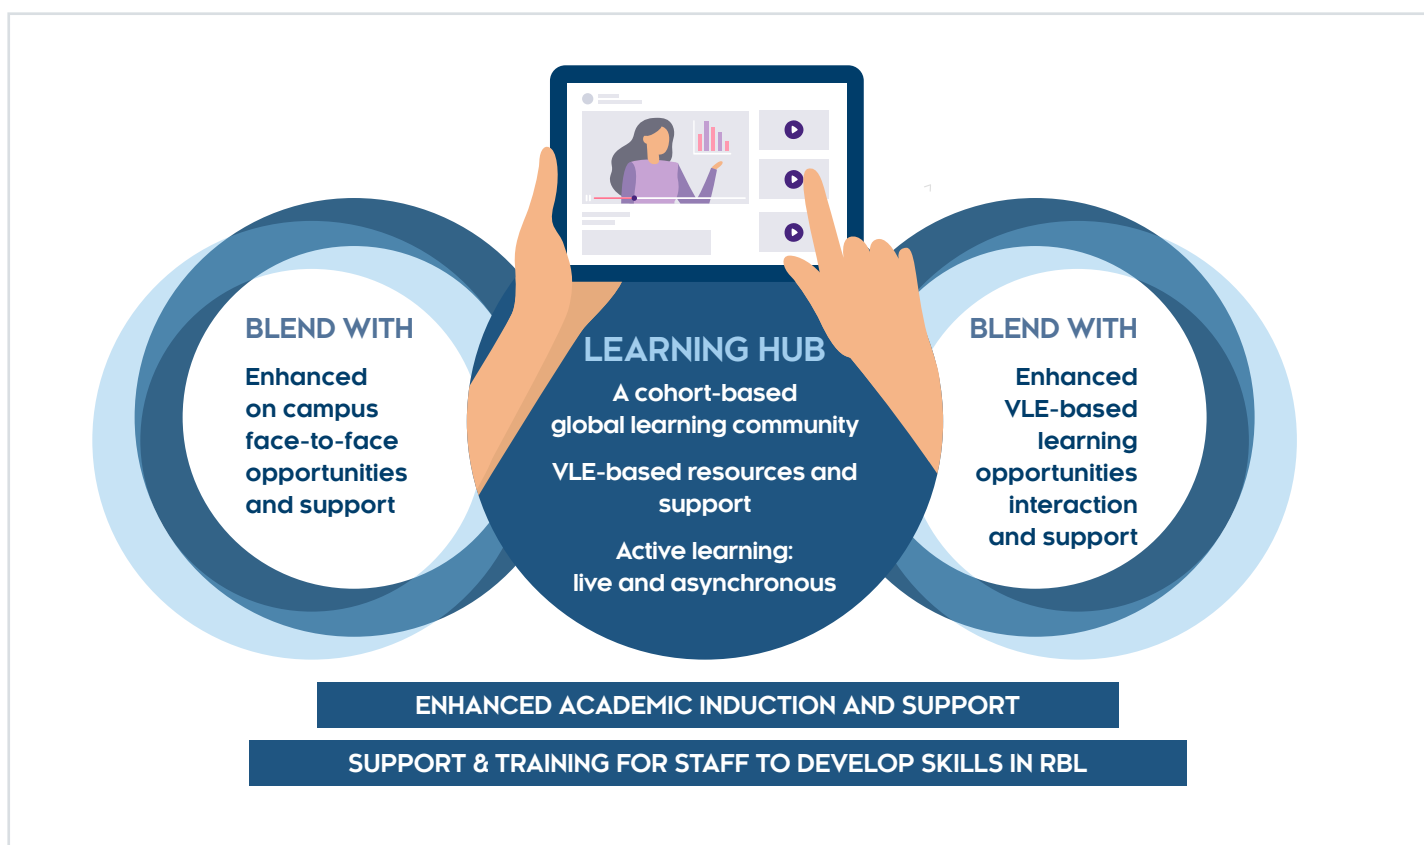 BLEND WITH
Enhanced
on campus
face-to-face
opportunities
and support
LEARNING HUB
A cohort-based
global learning community
VLE-based resources and
support
Active learning:
live and asynchronous
BLEND WITH
Enhanced
VLE-based
learning
opportunities
interaction
and support
ENHANCED ACADEMIC INDUCTION AND SUPPORT
SUPPORT & TRAINING FOR STAFF TO DEVELOP SKILLS IN RBL